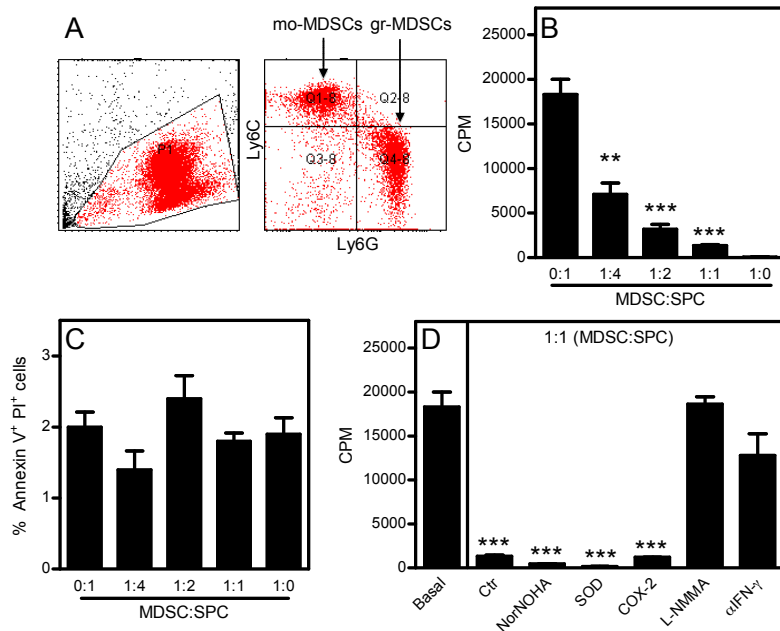 A
mo-MDSCs gr-MDSCs
P1
Q1-8 Q2-8
Q3-8 Q4-8
Ly6C
Ly6G
B
25000
20000
15000
10000
5000
0
CPM
**
***
***
0:1 1:4 1:2 1:1 1:0
MDSC:SPC
C
3
2
1
0
% Annexin V⁺ PI⁺ cells
0:1 1:4 1:2 1:1 1:0
MDSC:SPC
D
1:1 (MDSC:SPC)
25000
20000
15000
10000
5000
0
CPM
***
***
***
***
Basal
Ctr
NorNOHA
SOD
COX-2
L-NMMA
αIFN-γ